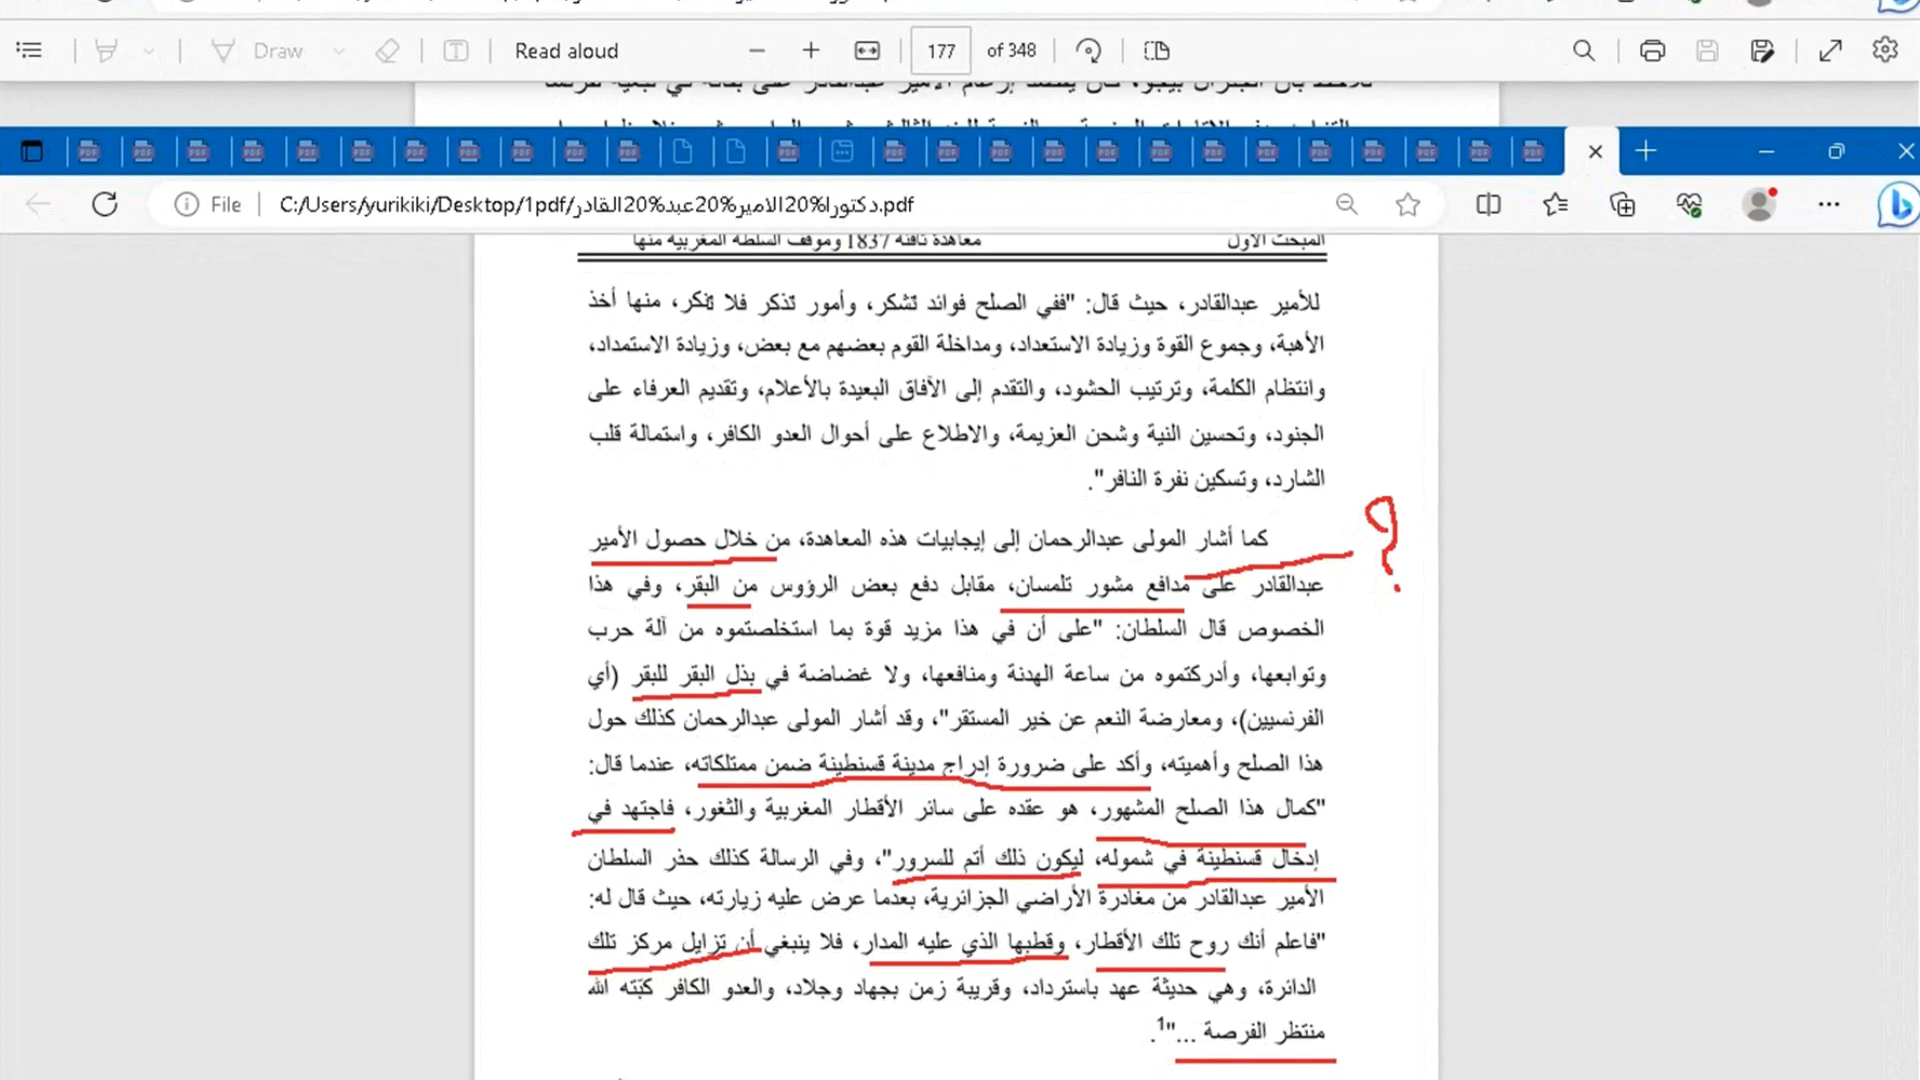 Draw
Read aloud
177
of 348
File
C:/Users/yurikiki/Desktop/1pdf/دكتورا%20الامير%20عبدالقادر.pdf
المبحث الأول
معاهدة تافنة 1837 وموقف السلطة المغربية منها
للأمير عبدالقادر، حيث قال: "ففي الصلح فوائد تشكر، وأمور تذكر فلا تنكر، منها أخذ
الأهبة، وجموع القوة وزيادة الاستعداد، ومداخلة القوم بعضهم مع بعض، وزيادة الاستمداد،
وانتظام الكلمة، وترتيب الحشود، والتقدم إلى الآفاق البعيدة بالأعلام، وتقديم العرفاء على
الجنود، وتحسين النية وشحن العزيمة، والاطلاع على أحوال العدو الكافر، واستمالة قلب
الشارد، وتسكين نفرة النافر".
كما أشار المولى عبدالرحمان إلى إيجابيات هذه المعاهدة، من خلال حصول الأمير
عبدالقادر على مدافع مشور تلمسان، مقابل دفع بعض الرؤوس من البقر، وفي هذا
الخصوص قال السلطان: "على أن في هذا مزيد قوة بما استخلصتموه من آلة حرب
وتوابعها، وأدركتموه من ساعة الهدنة ومنافعها، ولا غضاضة في بذل البقر للبقر (أي
الفرنسيين)، ومعارضة النعم عن خير المستقر"، وقد أشار المولى عبدالرحمان كذلك حول
هذا الصلح وأهميته، وأكد على ضرورة إدراج مدينة قسنطينة ضمن ممتلكاته، عندما قال:
"كمال هذا الصلح المشهور، هو عقده على سائر الأقطار المغربية والثغور، فاجتهد في
إدخال قسنطينة في شموله، ليكون ذلك أتم للسرور"، وفي الرسالة كذلك حذر السلطان
الأمير عبدالقادر من مغادرة الأراضي الجزائرية، بعدما عرض عليه زيارته، حيث قال له:
"فاعلم أنك روح تلك الأقطار، وقطبها الذي عليه المدار، فلا ينبغي أن تزايل مركز تلك
الدائرة، وهي حديثة عهد باسترداد، وقريبة زمن بجهاد وجلاد، والعدو الكافر كبّته الله
منتظر الفرصة ..."1.